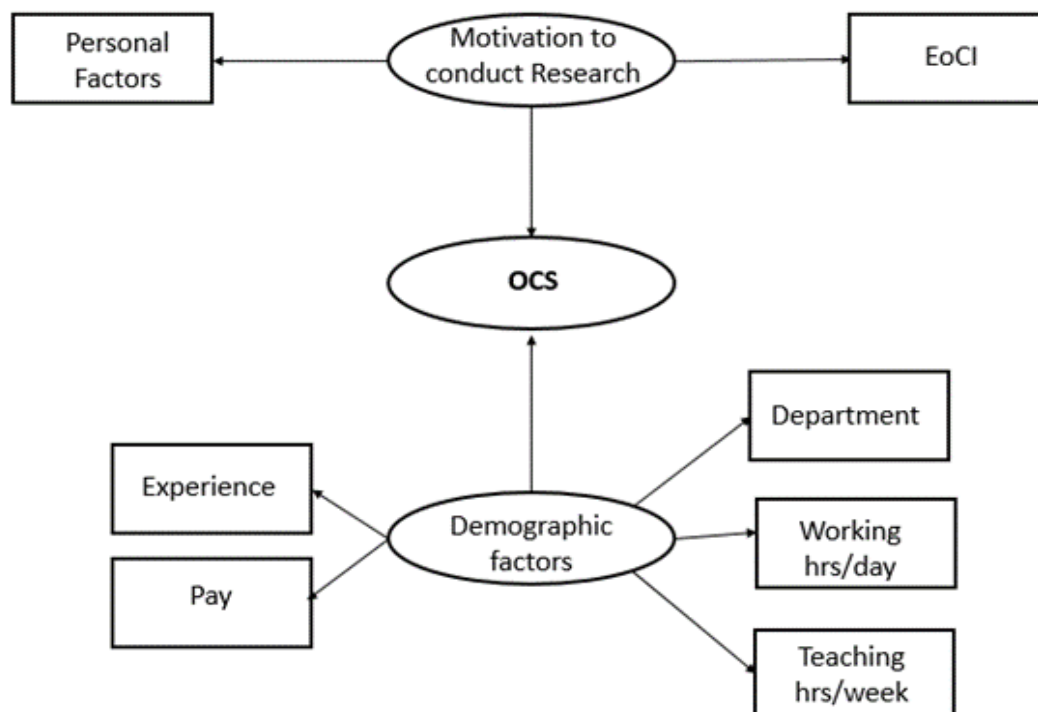 Personal
Factors
Motivation to
conduct Research
EoCI
OCS
Department
Experience
Demographic
factors
Working
hrs/day
Pay
Teaching
hrs/week